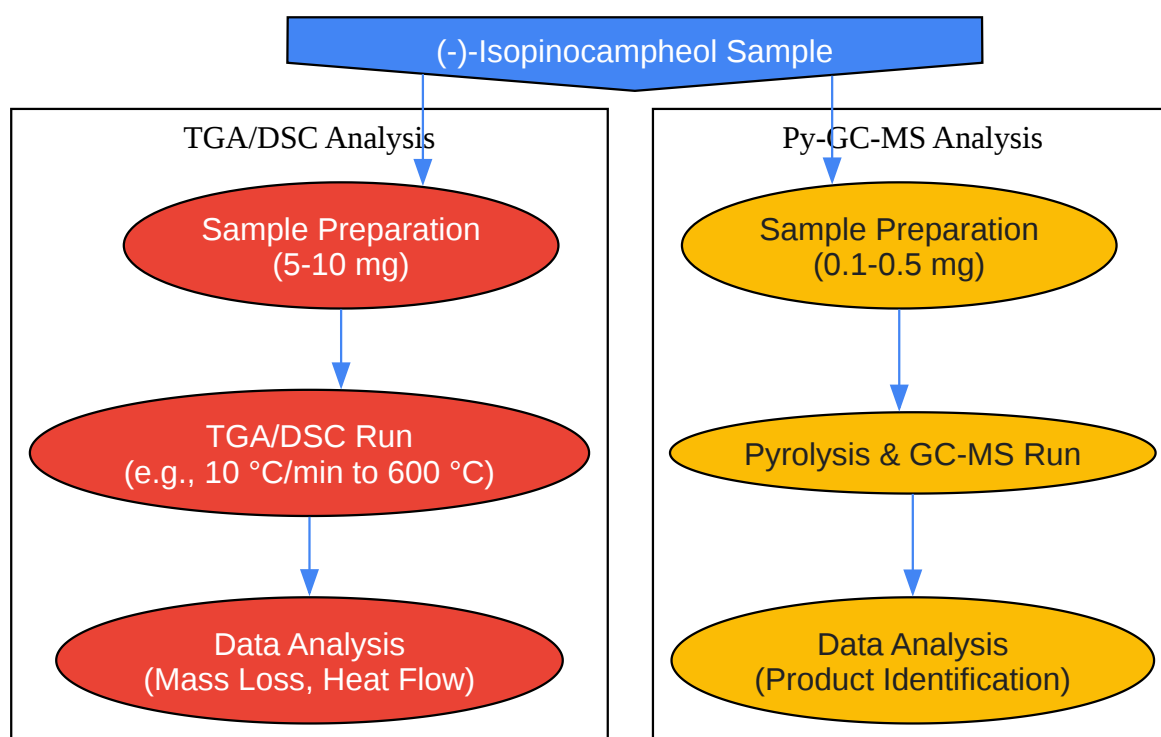 (-)-Isopinocampheol Sample
TGA/DSC Analysis
Sample Preparation
(5-10 mg)
TGA/DSC Run
(e.g., 10 °C/min to 600 °C)
Data Analysis
(Mass Loss, Heat Flow)
Py-GC-MS Analysis
Sample Preparation
(0.1-0.5 mg)
Pyrolysis & GC-MS Run
Data Analysis
(Product Identification)